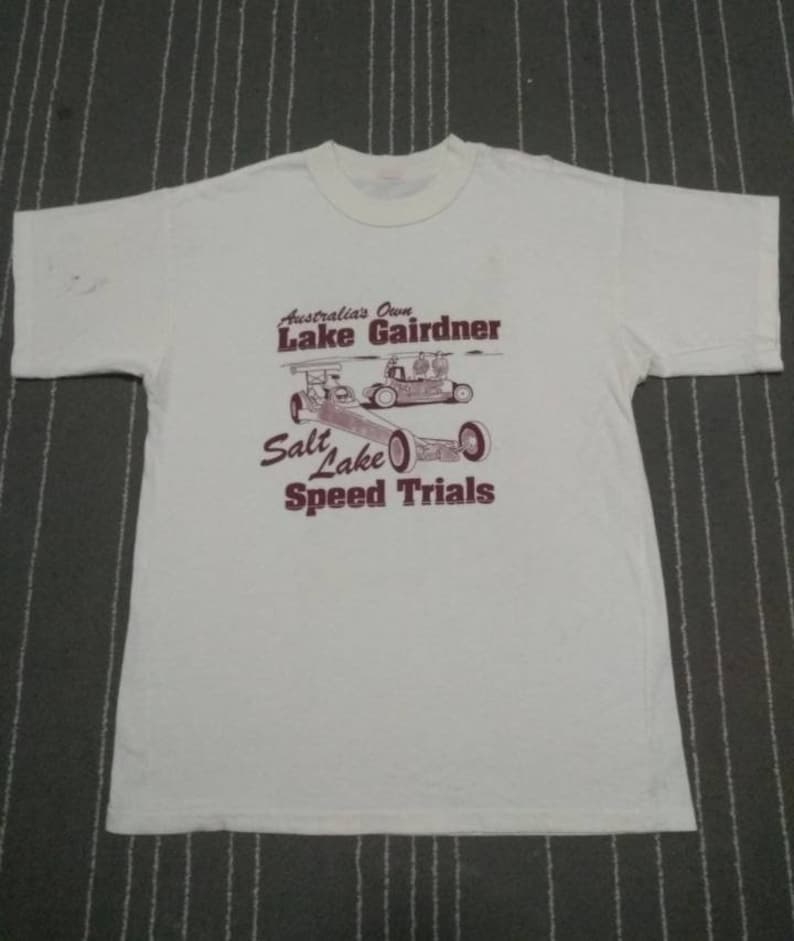 Australia's Own
Lake Gairdner
Salt
Lake
Speed Trials